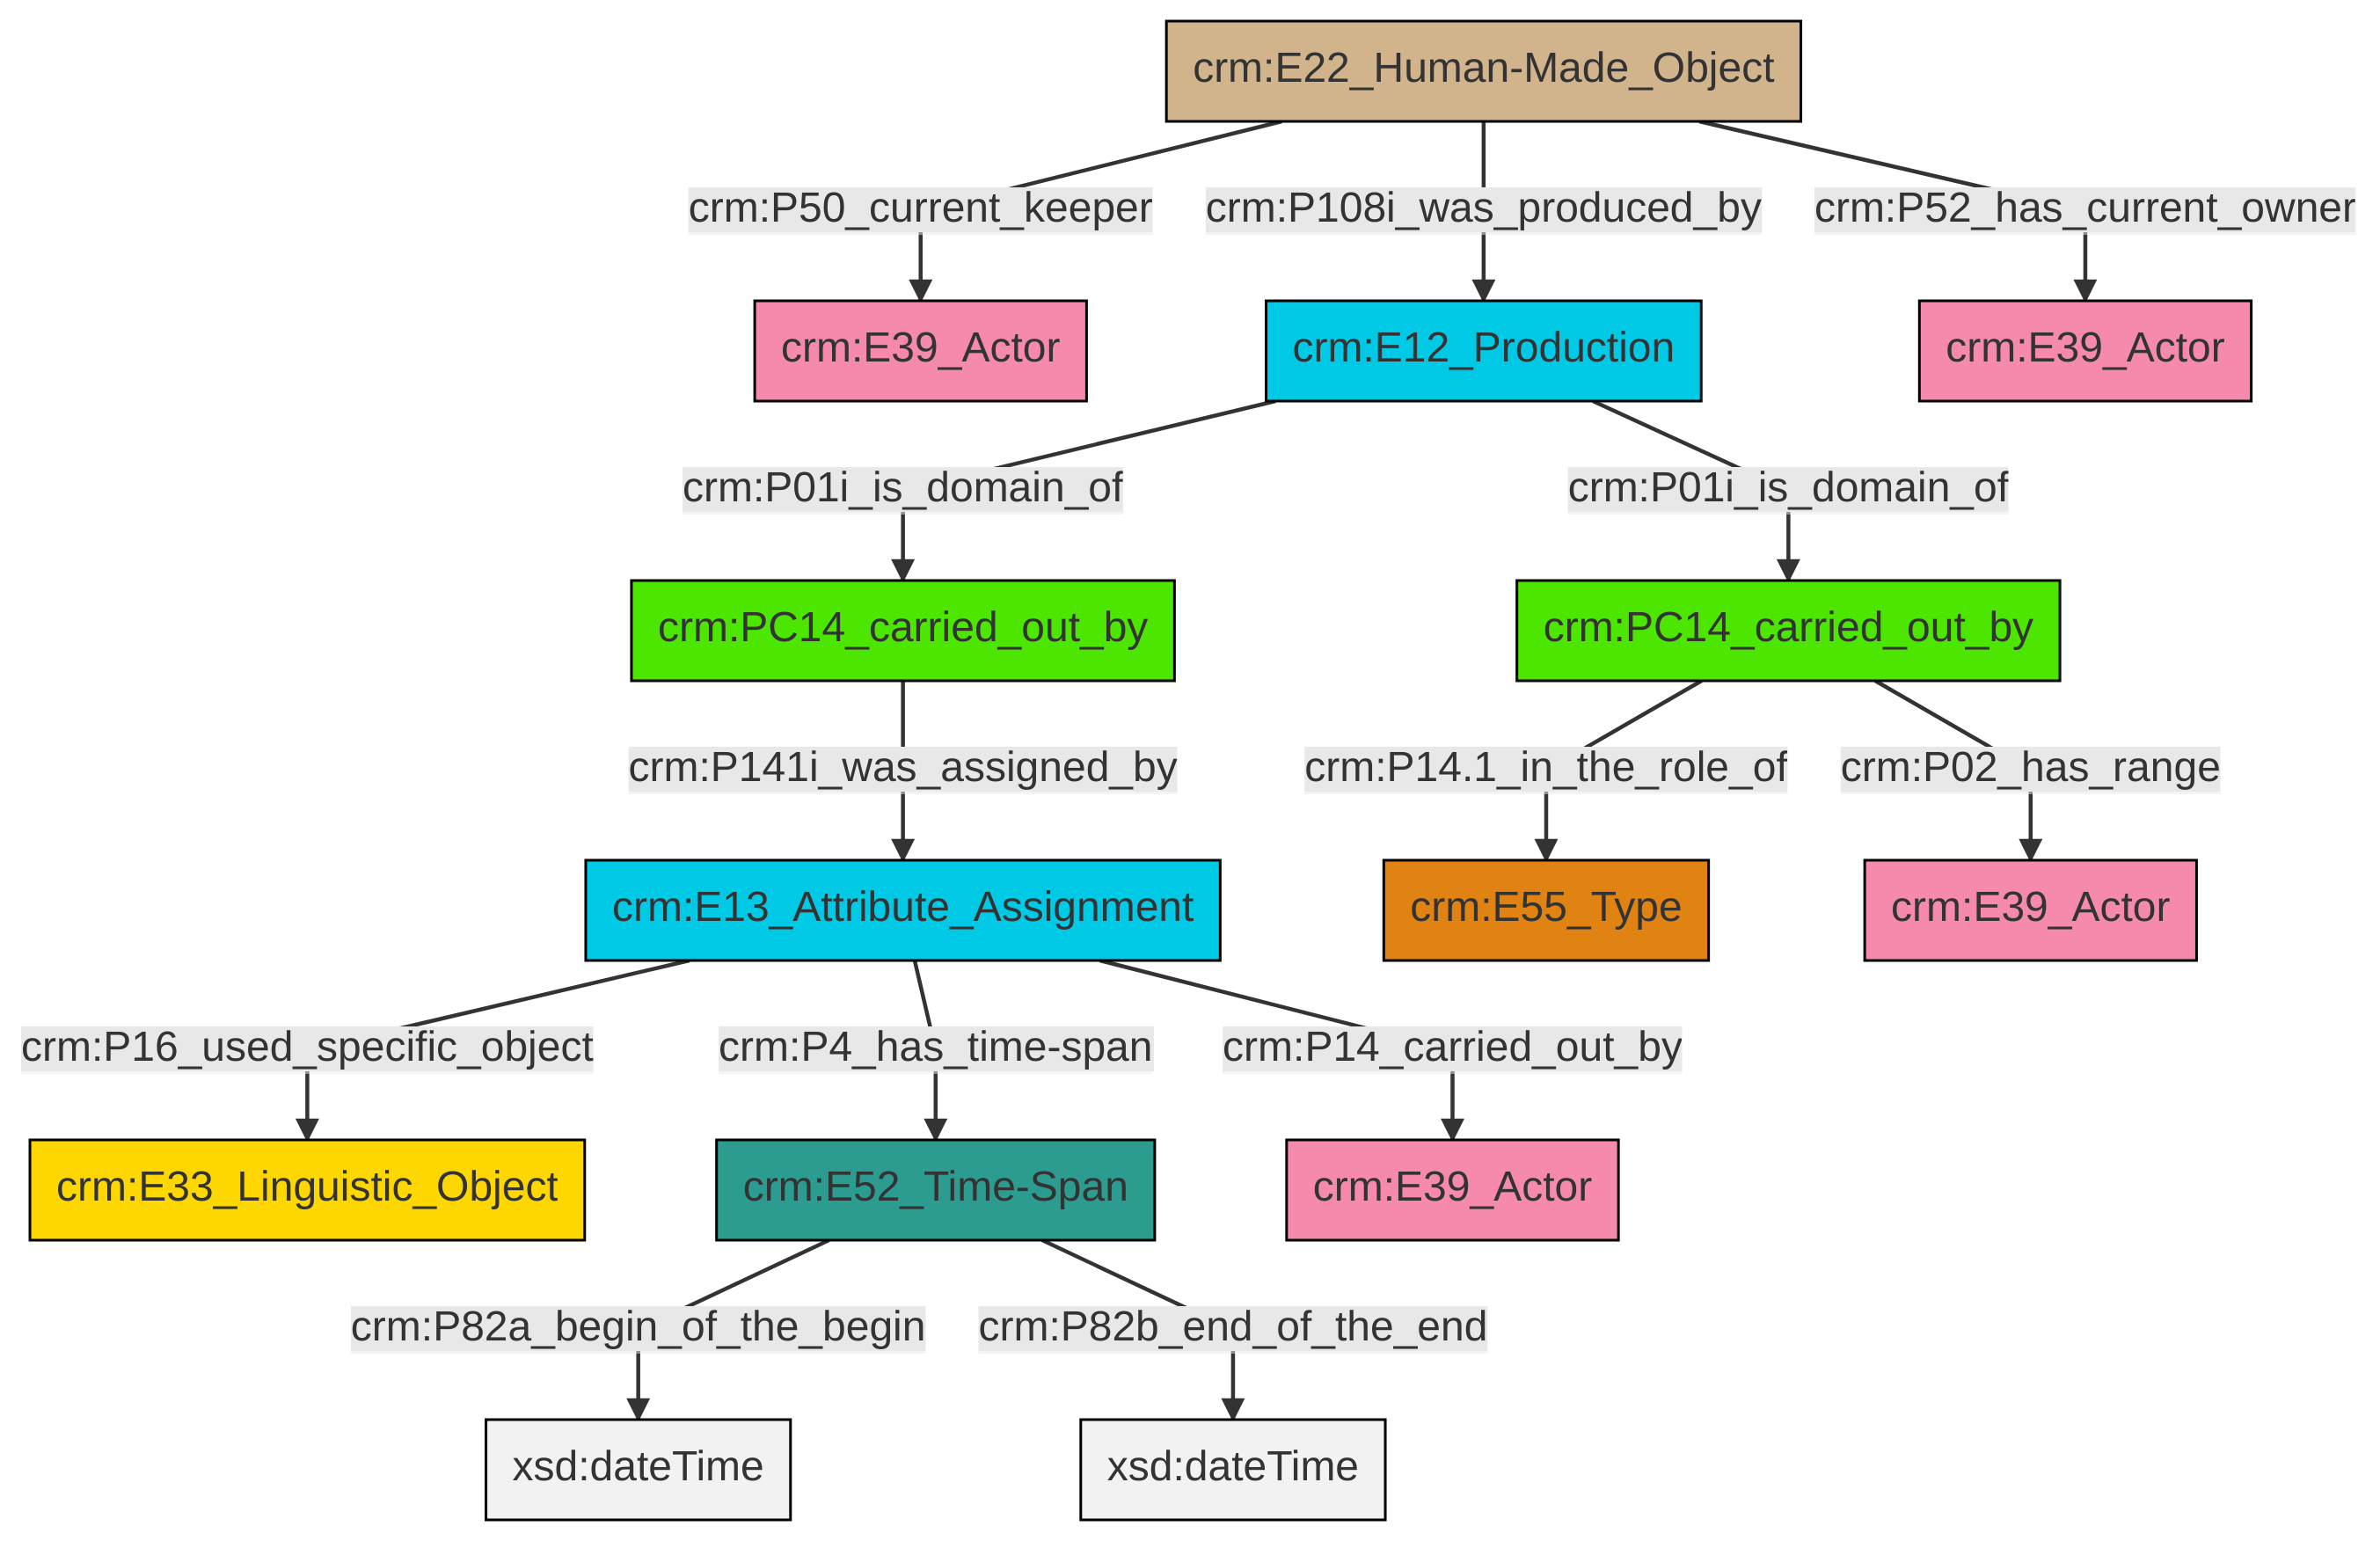 crm:E22_Human-Made_Object
crm:P50_current_keeper
crm:P108i_was_produced_by
crm:P52_has_current_owner
crm:E39_Actor
crm:E12_Production
crm:E39_Actor
crm:P01i_is_domain_of
crm:P01i_is_domain_of
crm:PC14_carried_out_by
crm:PC14_carried_out_by
crm:P141i_was_assigned_by
crm:P14.1_in_the_role_of
crm:P02_has_range
crm:E13_Attribute_Assignment
crm:E55_Type
crm:E39_Actor
crm:P16_used_specific_object
crm:P4_has_time-span
crm:P14_carried_out_by
crm:E33_Linguistic_Object
crm:E52_Time-Span
crm:E39_Actor
crm:P82a_begin_of_the_begin
crm:P82b_end_of_the_end
xsd:dateTime
xsd:dateTime